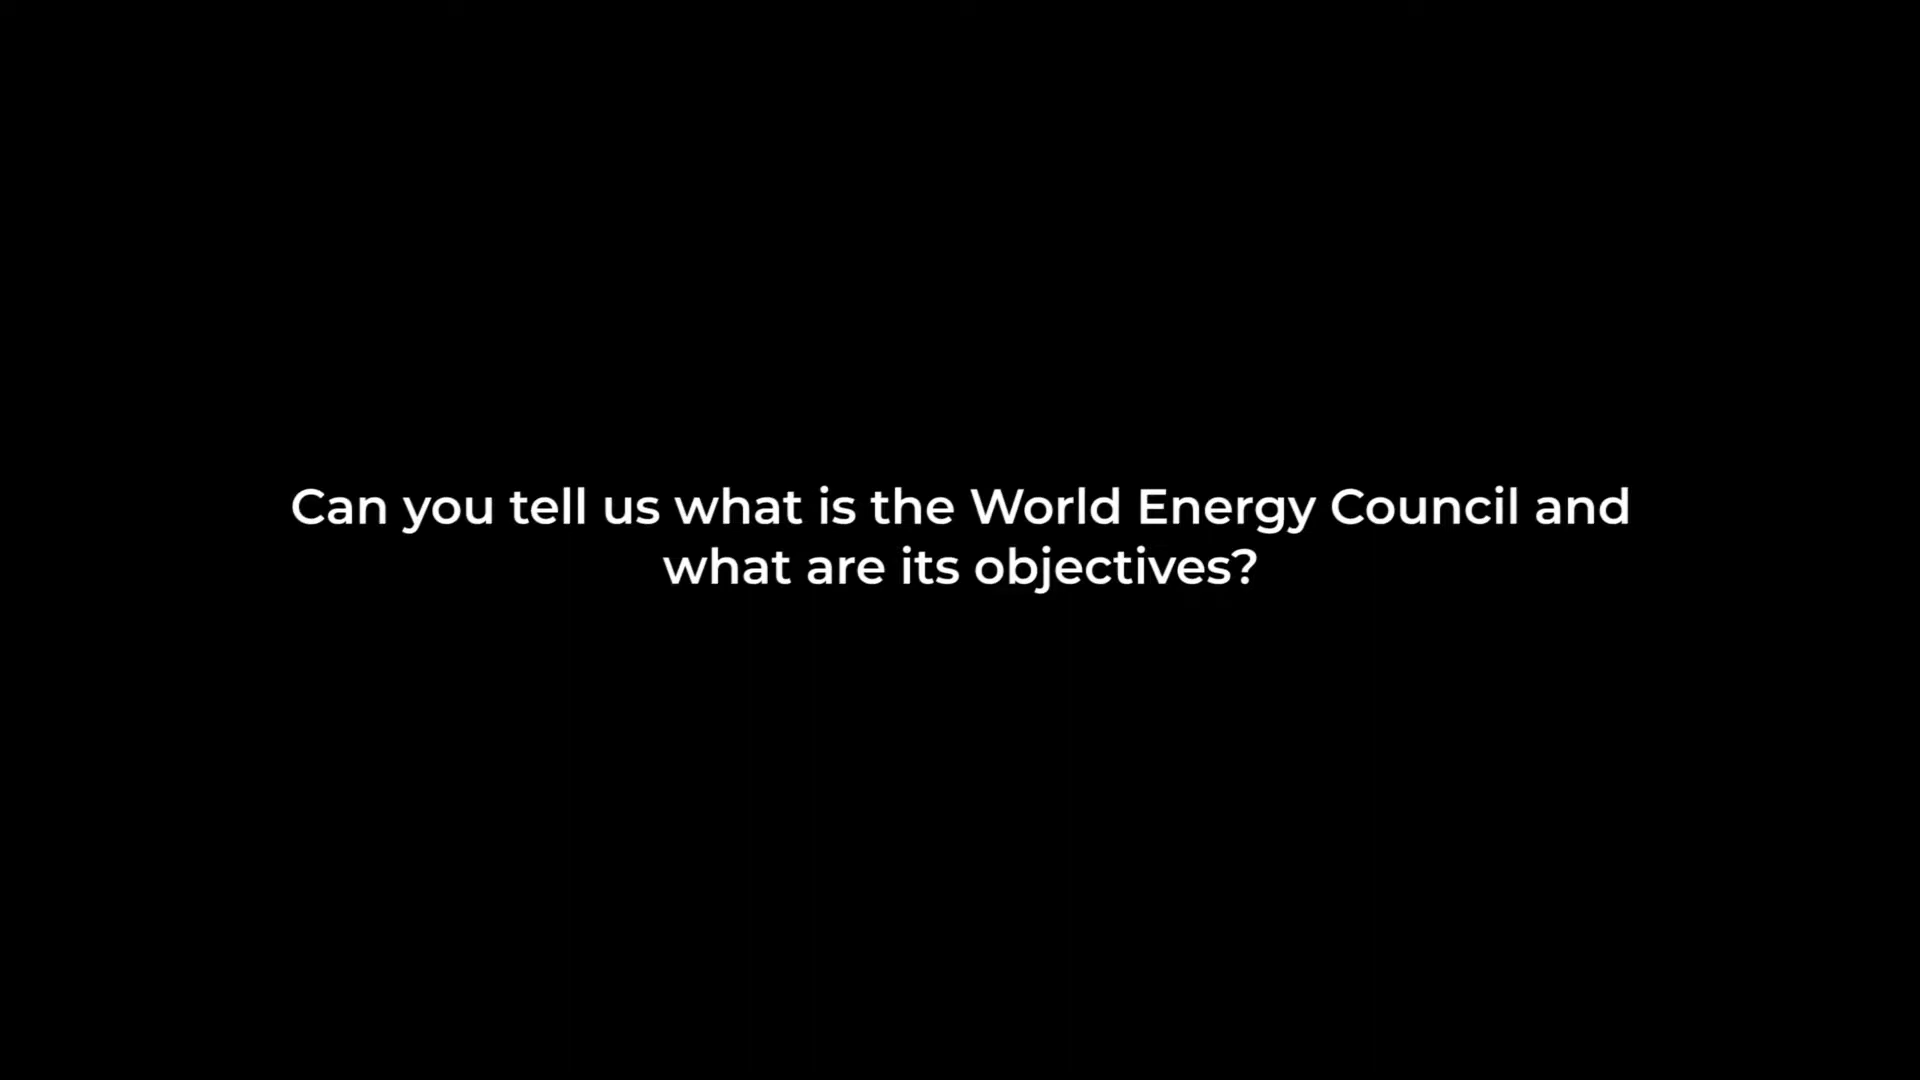 Can you tell us what is the World Energy Council and
what are its objectives?